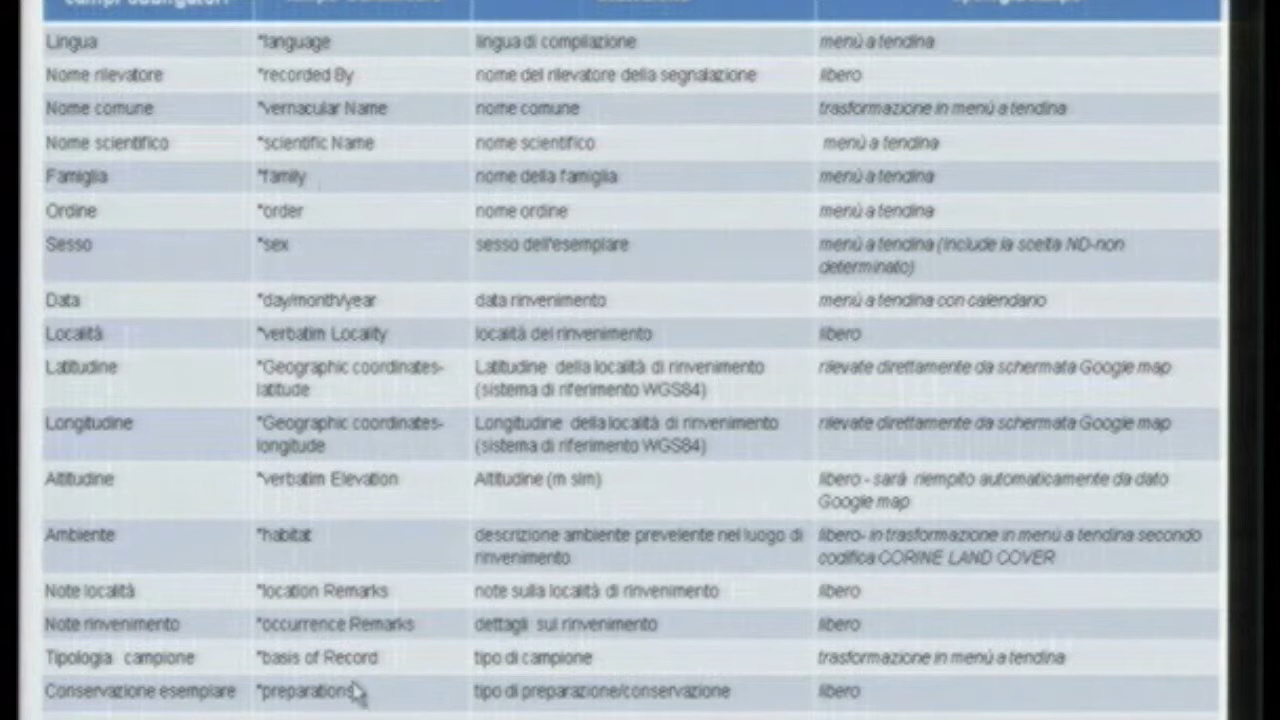 campi obbligatori
Lingua *language lingua di compilazione menù a tendina
Nome rilevatore *recorded By nome del rilevatore della segnalazione libero
Nome comune *vernacular Name nome comune trasformazione in menù a tendina
Nome scientifico *scientific Name nome scientifico menù a tendina
Famiglia *family nome della famiglia menù a tendina
Ordine *order nome ordine menù a tendina
Sesso *sex sesso dell'esemplare menù a tendina (include la scelta ND-non
determinato)
Data *day/month/year data rinvenimento menù a tendina con calendario
Località *verbatim Locality località del rinvenimento libero
Latitudine *Geographic coordinates- Latitudine della località di rinvenimento rilevate direttamente da schermata Google map
latitude (sistema di riferimento WGS84)
Longitudine *Geographic coordinates- Longitudine della località di rinvenimento rilevate direttamente da schermata Google map
longitude (sistema di riferimento WGS84)
Altitudine *verbatim Elevation Altitudine (m slm) libero - sarà riempito automaticamente da dato
Google map
Ambiente *habitat descrizione ambiente prevelente nel luogo di libero- in trasformazione in menù a tendina secondo
rinvenimento codifica CORINE LAND COVER
Note località *location Remarks note sulla località di rinvenimento libero
Note rinvenimento *occurrence Remarks dettagli sul rinvenimento libero
Tipologia campione *basis of Record tipo di campione trasformazione in menù a tendina
Conservazione esemplare *preparations tipo di preparazione/conservazione libero